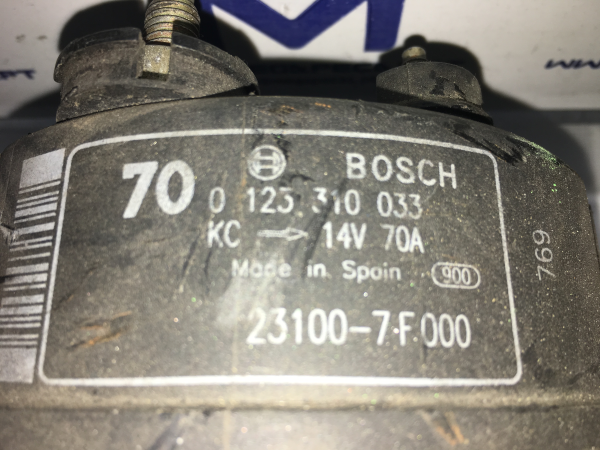 70 BOSCH
0 123 310 033
KC → 14V 70A
Made in Spain 900
23100-7F000
769